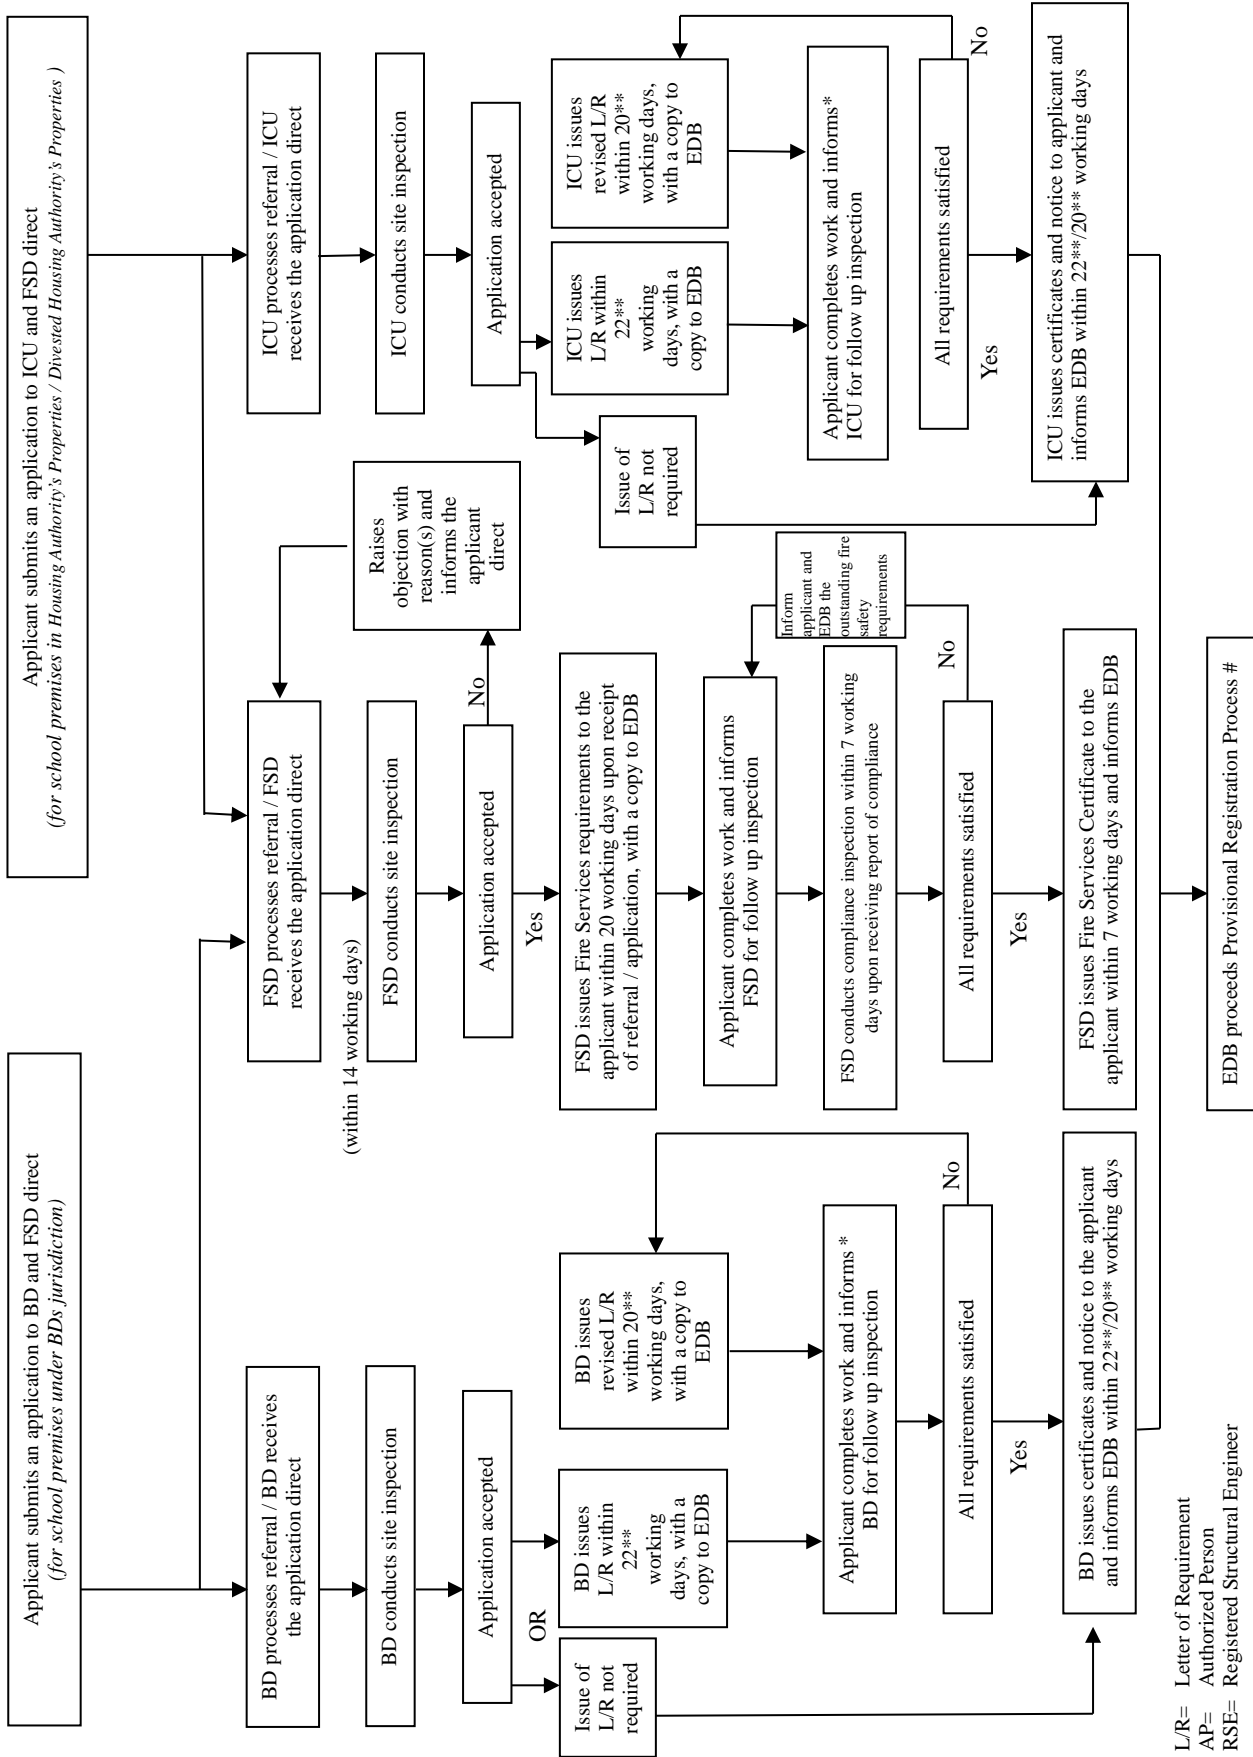 Applicant submits an application to BD and FSD direct
(for school premises under BDs jurisdiction)
Applicant submits an application to ICU and FSD direct
(for school premises in Housing Authority's Properties / Divested Housing Authority's Properties )
BD processes referral / BD receives
the application direct
BD conducts site inspection
Application accepted
OR
Issue of
L/R not
required
BD issues
L/R within
22**
working
days, with a
copy to EDB
BD issues
revised L/R
within 20**
working days,
with a copy to
EDB
Applicant completes work and informs *
BD for follow up inspection
All requirements satisfied
No
Yes
BD issues certificates and notice to the applicant
and informs EDB within 22**/20** working days
FSD processes referral / FSD
receives the application direct
(within 14 working days)
FSD conducts site inspection
Application accepted
No
Raises
objection with
reason(s) and
informs the
applicant
direct
Yes
FSD issues Fire Services requirements to the
applicant within 20 working days upon receipt
of referral / application, with a copy to EDB
Applicant completes work and informs
FSD for follow up inspection
FSD conducts compliance inspection within 7 working
days upon receiving report of compliance
Inform
applicant and
EDB the
outstanding fire
safety
requirements
All requirements satisfied
No
Yes
FSD issues Fire Services Certificate to the
applicant within 7 working days and informs EDB
ICU processes referral / ICU
receives the application direct
ICU conducts site inspection
Application accepted
Issue of
L/R not
required
ICU issues
L/R within
22**
working
days, with a
copy to EDB
ICU issues
revised L/R
within 20**
working days,
with a copy to
EDB
Applicant completes work and informs*
ICU for follow up inspection
All requirements satisfied
No
Yes
ICU issues certificates and notice to applicant and
informs EDB within 22**/20** working days
EDB proceeds Provisional Registration Process #
L/R= Letter of Requirement
AP= Authorized Person
RSE= Registered Structural Engineer